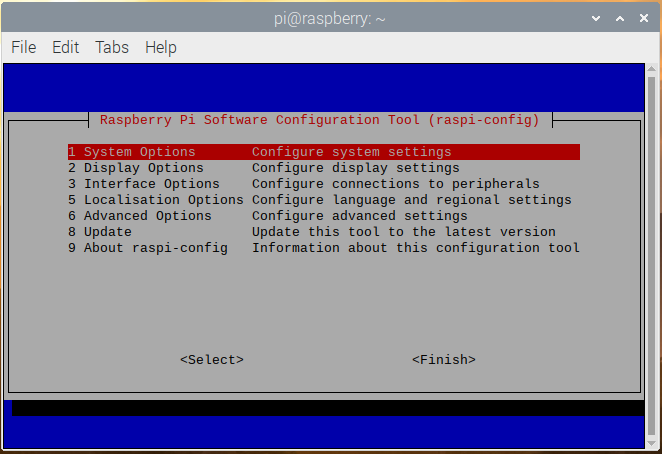 pi@raspberry: ~
File Edit Tabs Help
Raspberry Pi Software Configuration Tool (raspi-config)
1 System Options Configure system settings
2 Display Options Configure display settings
3 Interface Options Configure connections to peripherals
5 Localisation Options Configure language and regional settings
6 Advanced Options Configure advanced settings
8 Update Update this tool to the latest version
9 About raspi-config Information about this configuration tool
<Select> <Finish>